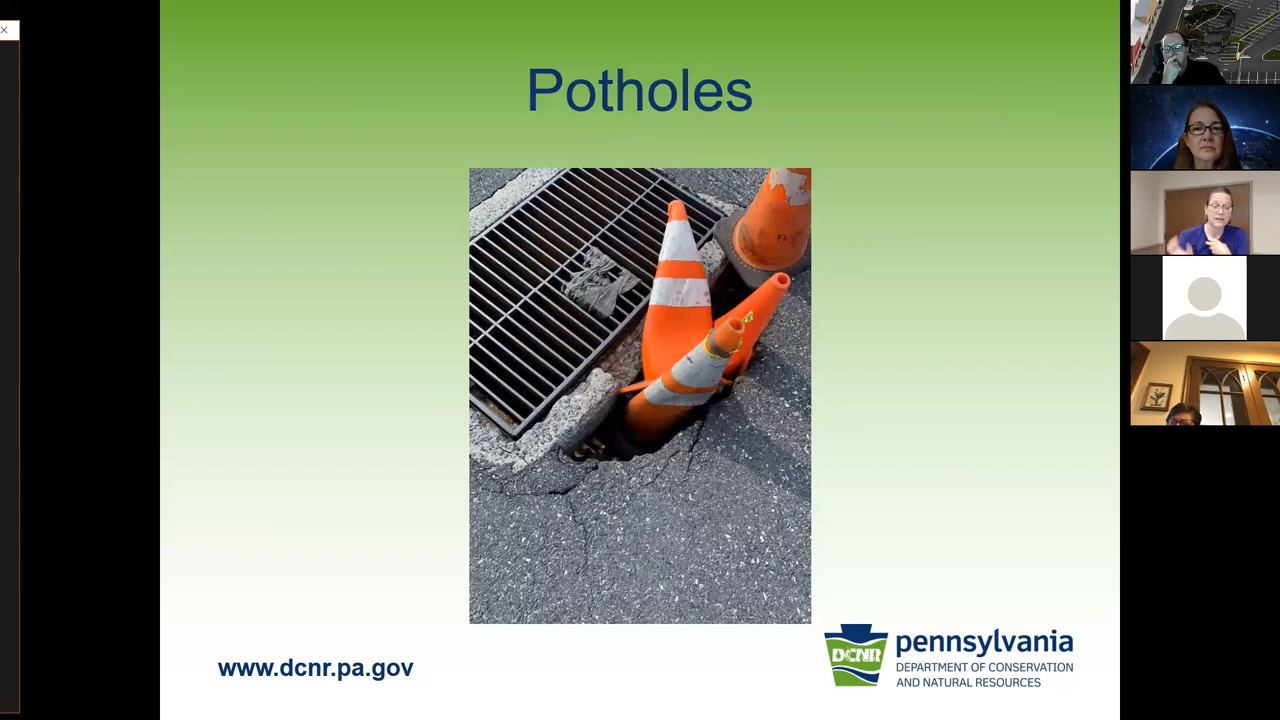 Potholes
www.dcnr.pa.gov
DCNR
pennsylvania
DEPARTMENT OF CONSERVATION
AND NATURAL RESOURCES